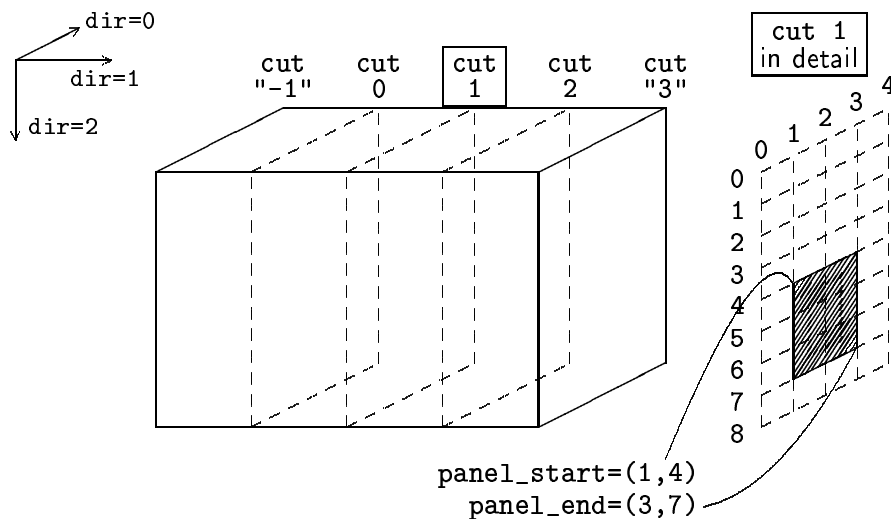 dir=0
dir=1
dir=2
cut
"-1"
cut
0
cut
1
cut
2
cut
"3"
cut 1
in detail
0 1 2 3 4
0
1
2
3
4
5
6
7
8
panel_start=(1,4)
panel_end=(3,7)